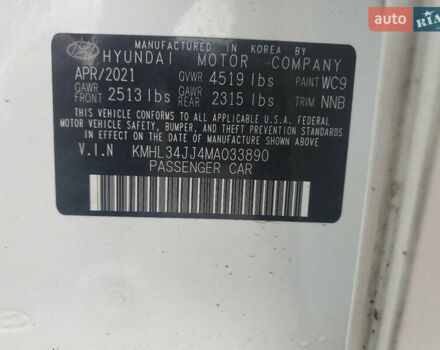 auto RIA
MANUFACTURED IN KOREA BY
HYUNDAI MOTOR COMPANY
APR/2021 GVWR 4519 lbs PAINT WC9
GAWR FRONT 2513 lbs GAWR REAR 2315 lbs TRIM NNB
THIS VEHICLE CONFORMS TO ALL APPLICABLE U.S.A. FEDERAL
MOTOR VEHICLE SAFETY, BUMPER, AND THEFT PREVENTION
STANDARDS IN EFFECT ON THE DATE OF MANUFACTURE SHOWN ABOVE.
V.I.N KMHL34JJ4MA033890
PASSENGER CAR